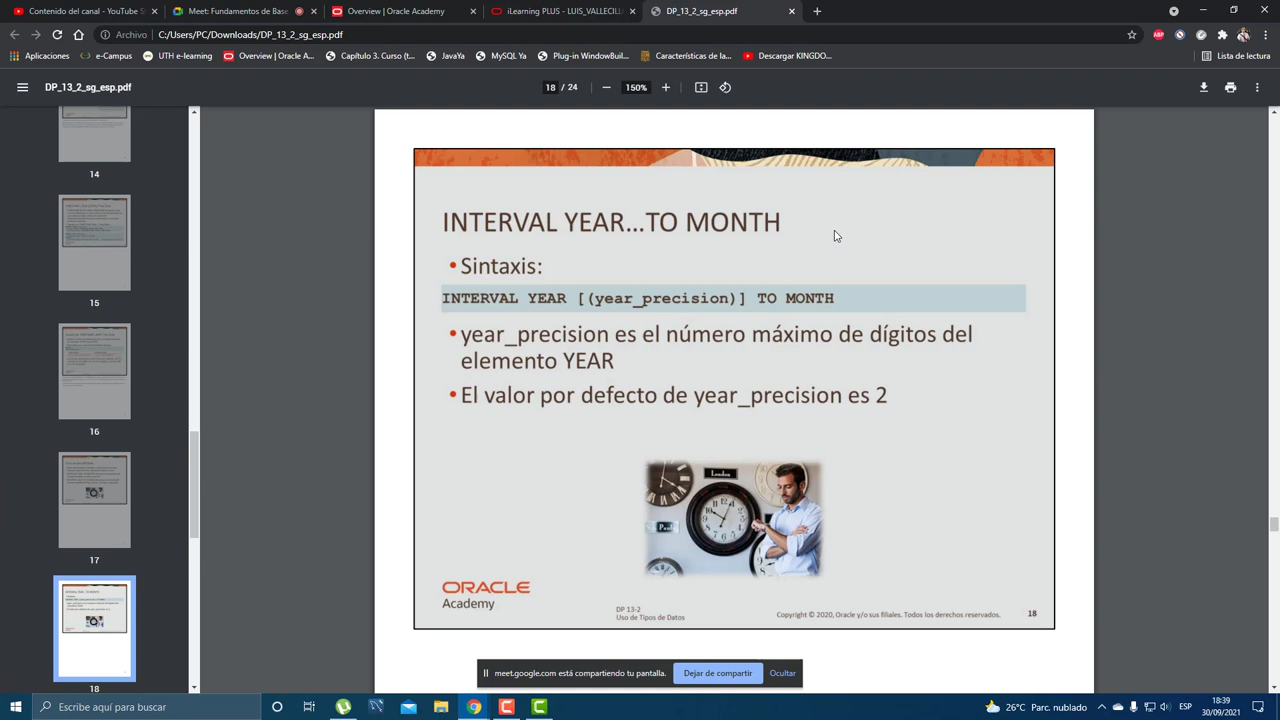 Contenido del canal - YouTube S
Meet: Fundamentos de Base
Overview | Oracle Academy
iLearning PLUS - LUIS_VALLECILL
DP_13_2_sg_esp.pdf
Archivo | C:/Users/PC/Downloads/DP_13_2_sg_esp.pdf
Aplicaciones
e-Campus
UTH e-learning
Overview | Oracle A...
Capítulo 3. Curso (t...
JavaYa
MySQL Ya
Plug-in WindowBuil...
Características de la...
Descargar KINGDO...
Lista de lectura
DP_13_2_sg_esp.pdf
18 / 24
150%
14
15
16
17
18
INTERVAL YEAR...TO MONTH
• Sintaxis:
INTERVAL YEAR [(year_precision)] TO MONTH
• year_precision es el número máximo de dígitos del
elemento YEAR
• El valor por defecto de year_precision es 2
London
ORACLE
Academy
DP 13-2
Uso de Tipos de Datos
Copyright © 2020, Oracle y/o sus filiales. Todos los derechos reservados.
18
meet.google.com está compartiendo tu pantalla.
Dejar de compartir
Ocultar
Escribe aquí para buscar
26°C Parc. nublado
ESP
18:39
30/09/2021